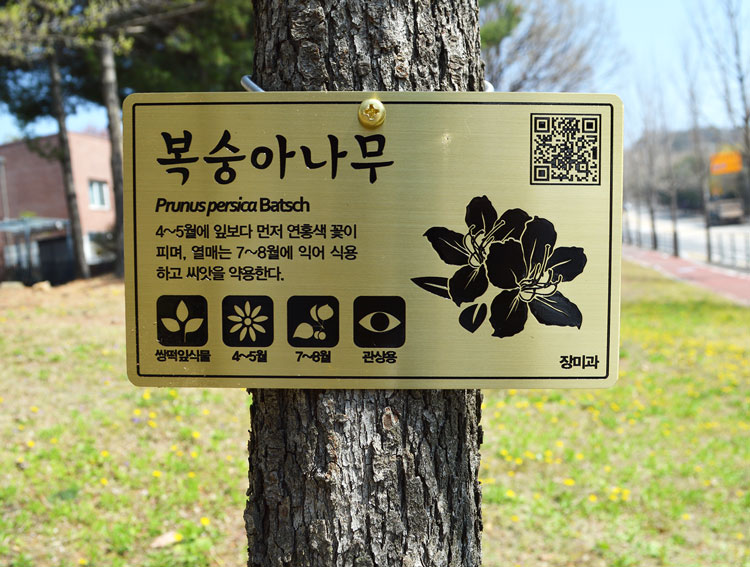 복숭아나무
Prunus persica Batsch
4~5월에 잎보다 먼저 연홍색 꽃이
피며, 열매는 7~8월에 익어 식용
하고 씨앗을 약용한다.
쌍떡잎식물 4~5월 7~8월 관상용
장미과